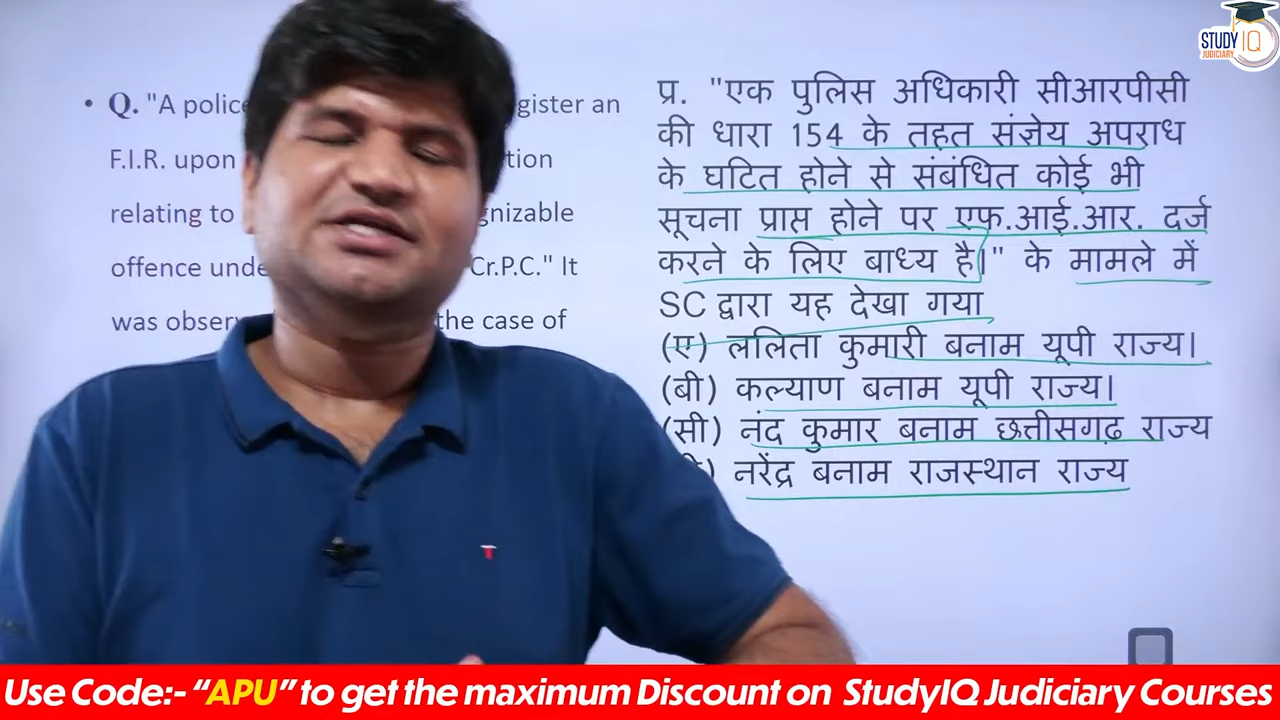 STUDY IQ
JUDICIARY
• Q. "A police gister an
F.I.R. upon tion
relating to gnizable
offence unde Cr.P.C." It
was obser the case of
प्र. "एक पुलिस अधिकारी सीआरपीसी
की धारा 154 के तहत संज्ञेय अपराध
के घटित होने से संबंधित कोई भी
सूचना प्राप्त होने पर एफ.आई.आर. दर्ज
करने के लिए बाध्य है।" के मामले में
SC द्वारा यह देखा गया
(ए) ललिता कुमारी बनाम यूपी राज्य।
(बी) कल्याण बनाम यूपी राज्य।
(सी) नंद कुमार बनाम छत्तीसगढ़ राज्य
नरेंद्र बनाम राजस्थान राज्य
Use Code:- “APU” to get the maximum Discount on StudyIQ Judiciary Courses